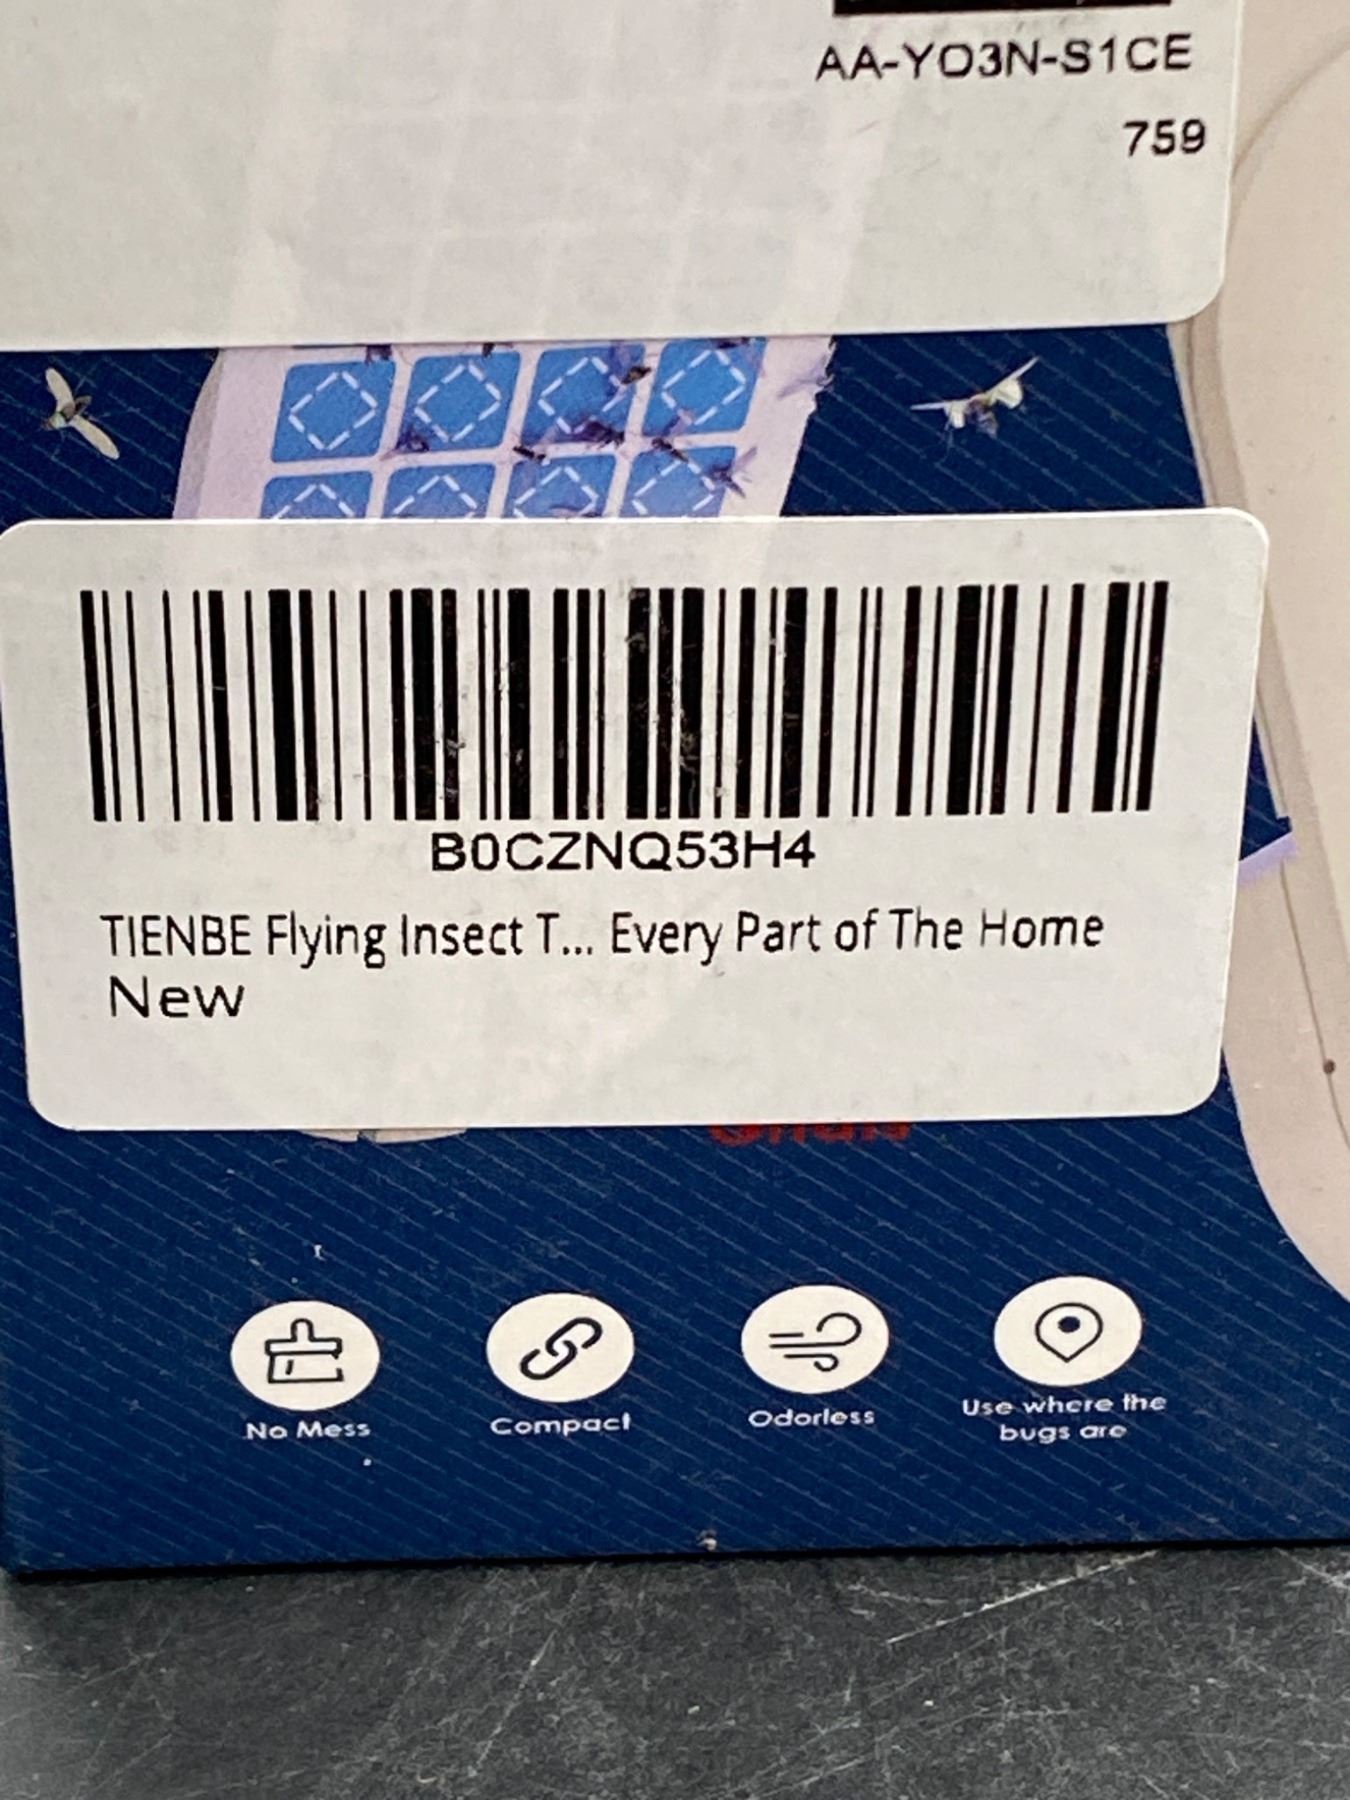 AA-YO3N-S1CE
759
B0CZNQ53H4
TIENBE Flying Insect T... Every Part of The Home
New
No Mess
Compact
Odorless
Use where the
bugs are